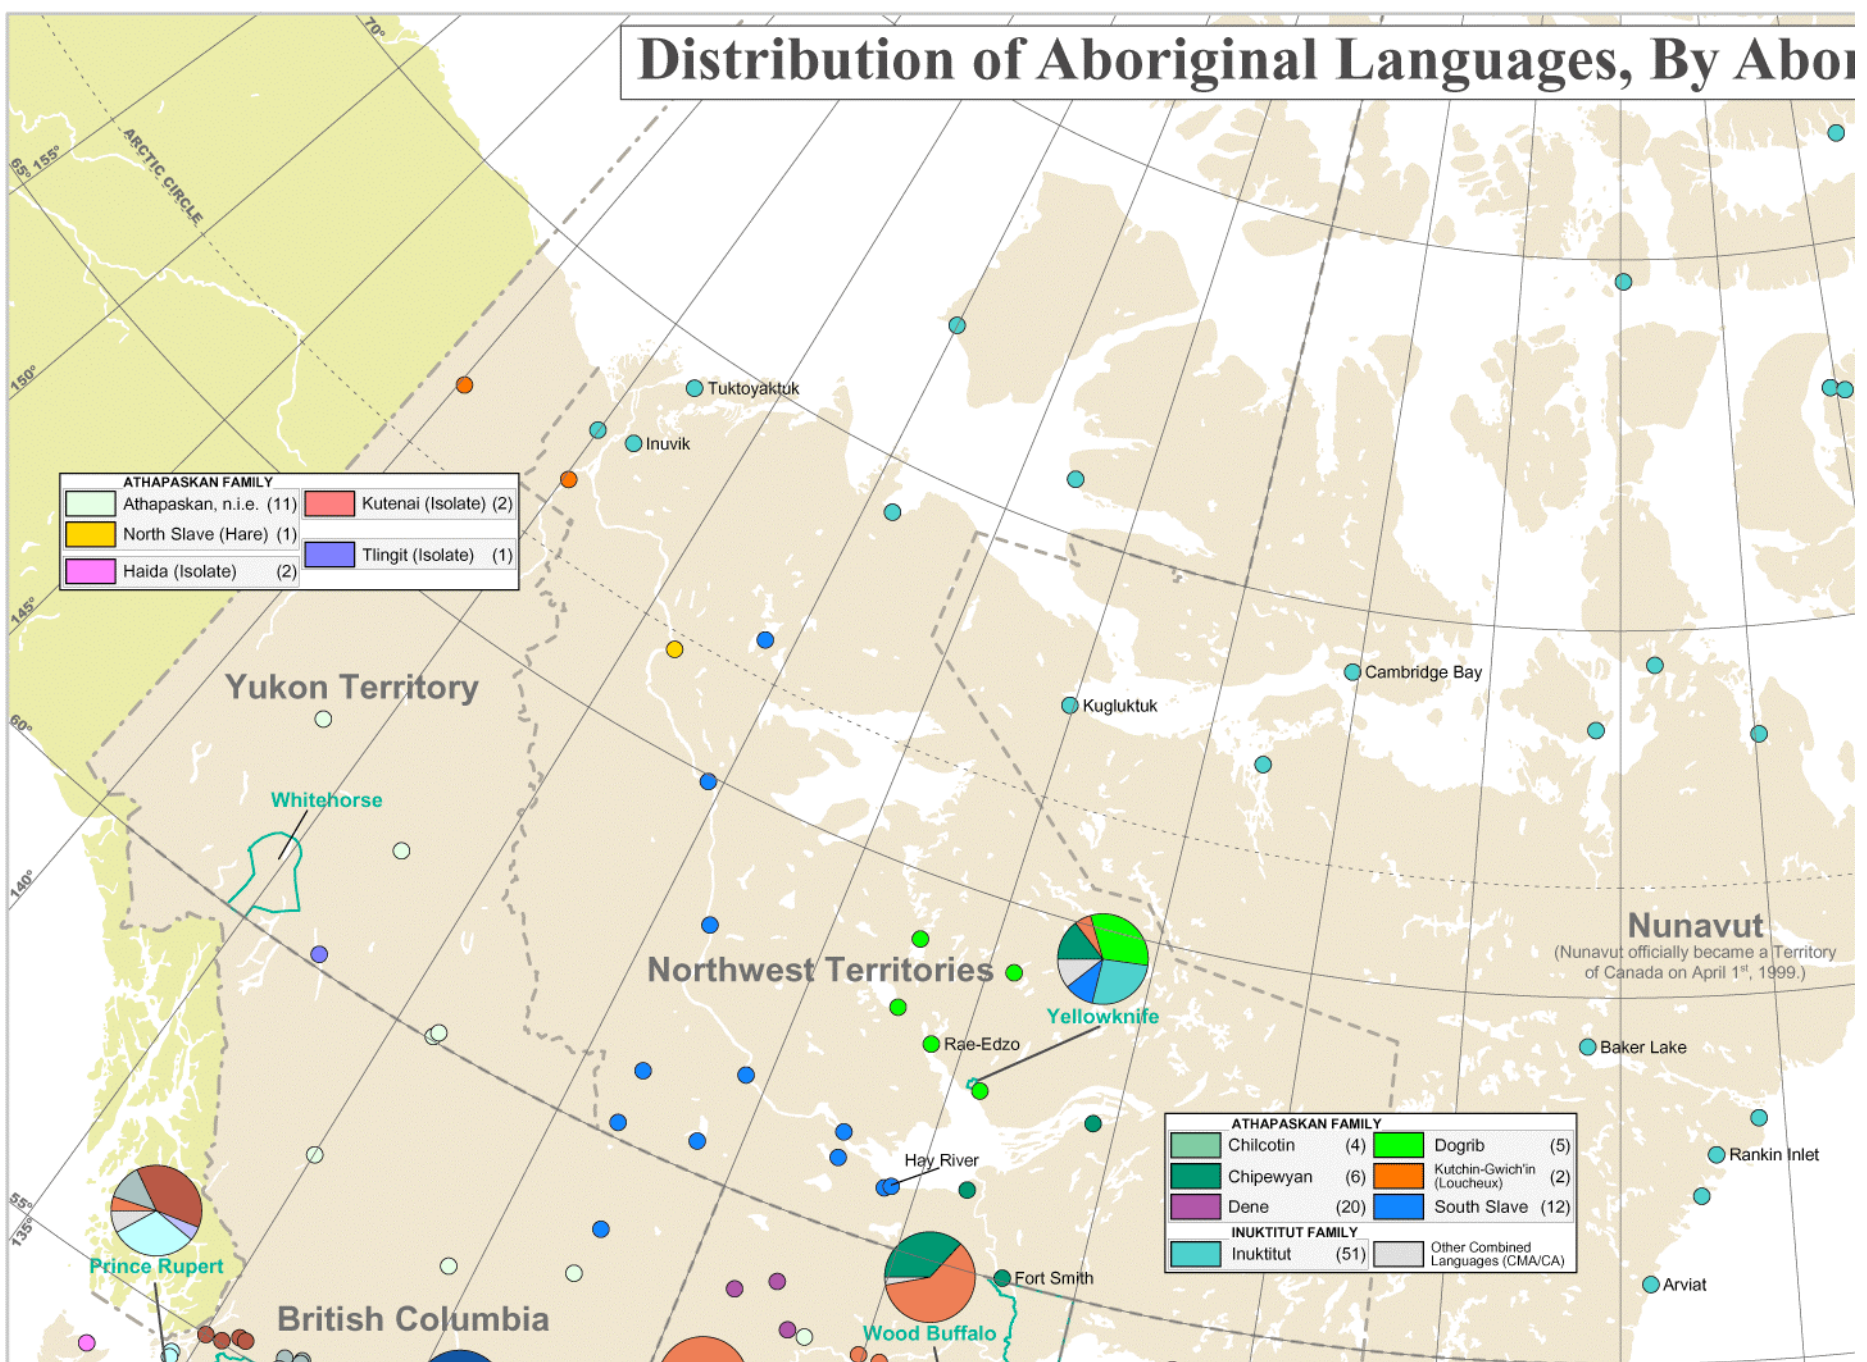 Distribution of Aboriginal Languages, By Abor
70°
65°
155°
ARCTIC CIRCLE
150°
145°
60°
140°
55°
135°
Tuktoyaktuk
Inuvik
ATHAPASKAN FAMILY
Athapaskan, n.i.e. (11)
Kutenai (Isolate) (2)
North Slave (Hare) (1)
Tlingit (Isolate) (1)
Haida (Isolate) (2)
Yukon Territory
Cambridge Bay
Kugluktuk
Whitehorse
Nunavut
(Nunavut officially became a Territory
of Canada on April 1st, 1999.)
Northwest Territories
Yellowknife
Rae-Edzo
Baker Lake
Hay River
Rankin Inlet
ATHAPASKAN FAMILY
Chilcotin (4)
Dogrib (5)
Chipewyan (6)
Kutchin-Gwich'in
(Loucheux) (2)
Dene (20)
South Slave (12)
INUKTITUT FAMILY
Inuktitut (51)
Other Combined
Languages (CMA/CA)
Prince Rupert
Fort Smith
Arviat
British Columbia
Wood Buffalo